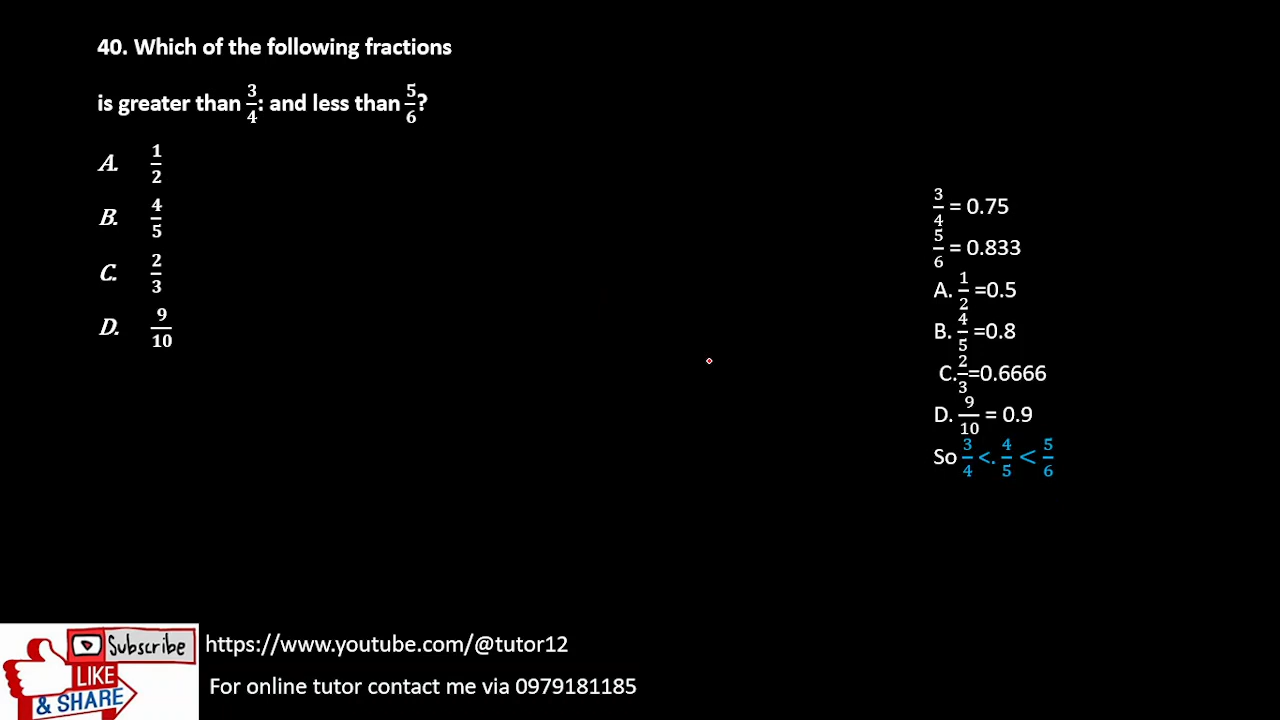 40. Which of the following fractions
is greater than 3/4: and less than 5/6?
A. 1/2
B. 4/5
C. 2/3
D. 9/10
3/4 = 0.75
5/6 = 0.833
A. 1/2 =0.5
B. 4/5 =0.8
C.2/3=0.6666
D. 9/10 = 0.9
So 3/4 <. 4/5 < 5/6
Subscribe
LIKE
& SHARE
https://www.youtube.com/@tutor12
For online tutor contact me via 0979181185